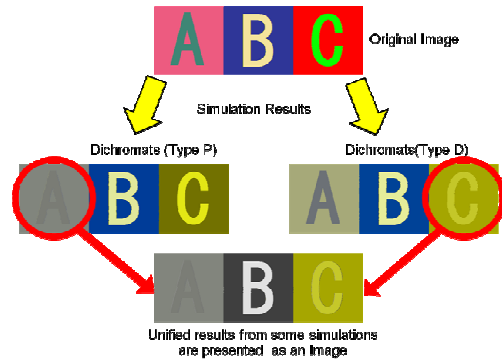 A B C
Original Image
Simulation Results
Dichromats (Type P)
Dichromats(Type D)
A B C
A B C
A B C
Unified results from some simulations
are presented as an Image